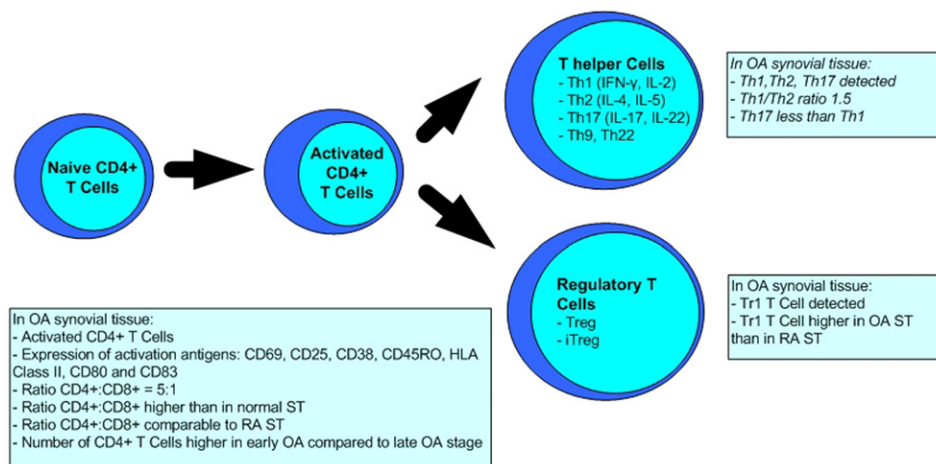 Naive CD4+
T Cells
Activated
CD4+
T Cells
T helper Cells
- Th1 (IFN-γ, IL-2)
- Th2 (IL-4, IL-5)
- Th17 (IL-17, IL-22)
- Th9, Th22
In OA synovial tissue:
- Th1,Th2, Th17 detected
- Th1/Th2 ratio 1.5
- Th17 less than Th1
Regulatory T
Cells
- Treg
- iTreg
In OA synovial tissue:
- Tr1 T Cell detected
- Tr1 T Cell higher in OA ST
than in RA ST
In OA synovial tissue:
- Activated CD4+ T Cells
- Expression of activation antigens: CD69, CD25, CD38, CD45RO, HLA
Class II, CD80 and CD83
- Ratio CD4+:CD8+ = 5:1
- Ratio CD4+:CD8+ higher than in normal ST
- Ratio CD4+:CD8+ comparable to RA ST
- Number of CD4+ T Cells higher in early OA compared to late OA stage